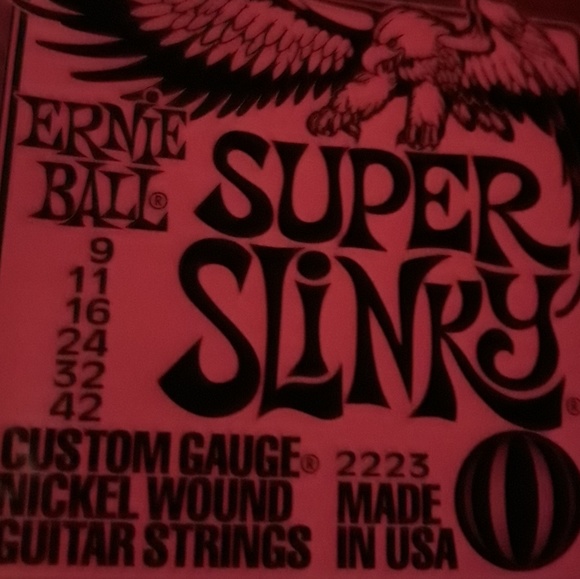 ERNiE
BALL®
SUPER
SLiNKY
9
11
16
24
32
42
CUSTOM GAUGE®
NICKEL WOUND
GUITAR STRINGS
2223
MADE
IN USA
®